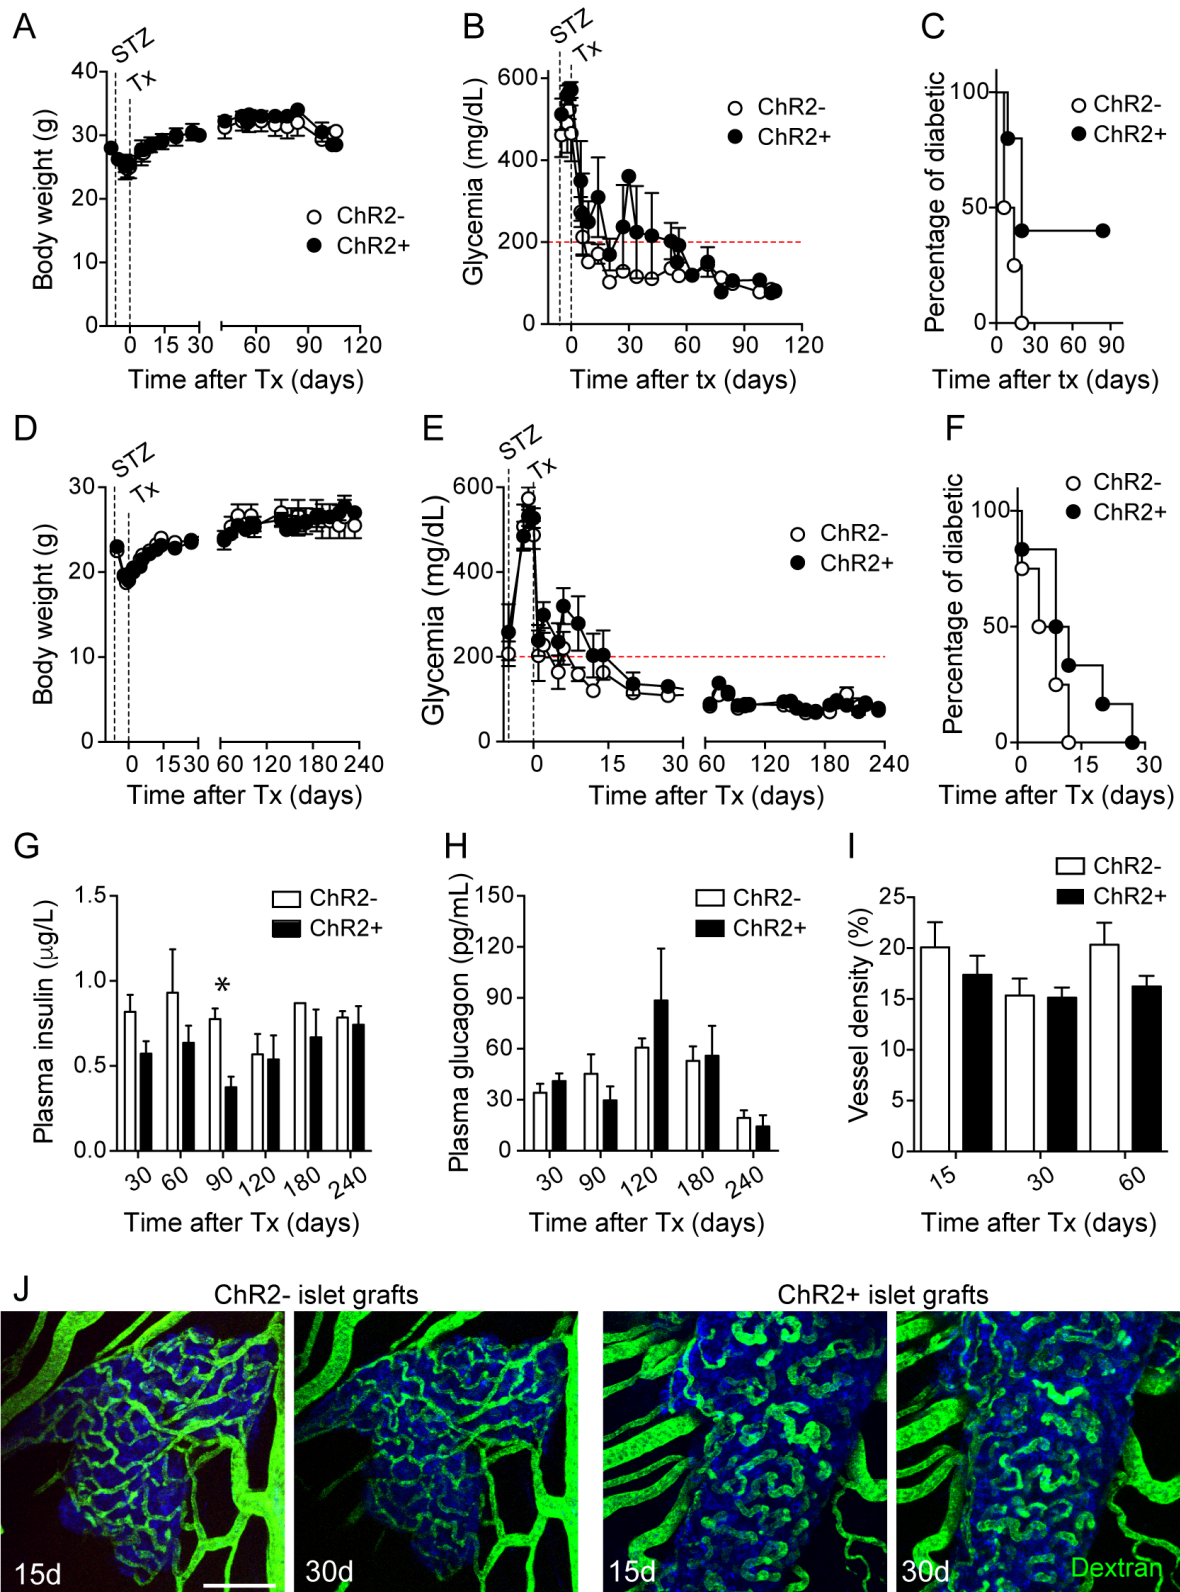 A
STZ
Tx
Body weight (g)
40
30
20
10
0
ChR2-
ChR2+
0 15 30 60 90 120
Time after Tx (days)
B
STZ
Tx
Glycemia (mg/dL)
600
400
200
0
ChR2-
ChR2+
0 30 60 90 120
Time after tx (days)
C
Percentage of diabetic
100
50
0
ChR2-
ChR2+
0 30 60 90
Time after tx (days)
D
STZ
Tx
Body weight (g)
30
20
10
0
0 15 30 60 120 180 240
Time after Tx (days)
E
STZ
Tx
Glycemia (mg/dL)
600
400
200
0
ChR2-
ChR2+
0 15 30 60 120 180 240
Time after Tx (days)
F
Percentage of diabetic
100
50
0
ChR2-
ChR2+
0 15 30
Time after Tx (days)
G
Plasma insulin (µg/L)
1.5
1.0
0.5
0.0
ChR2-
ChR2+
*
30 60 90 120 180 240
Time after Tx (days)
H
Plasma glucagon (pg/mL)
150
120
90
60
30
0
ChR2-
ChR2+
30 90 120 180 240
Time after Tx (days)
I
Vessel density (%)
25
20
15
10
5
0
ChR2-
ChR2+
15 30 60
Time after Tx (days)
J
ChR2- islet grafts
ChR2+ islet grafts
15d
30d
15d
30d
Dextran